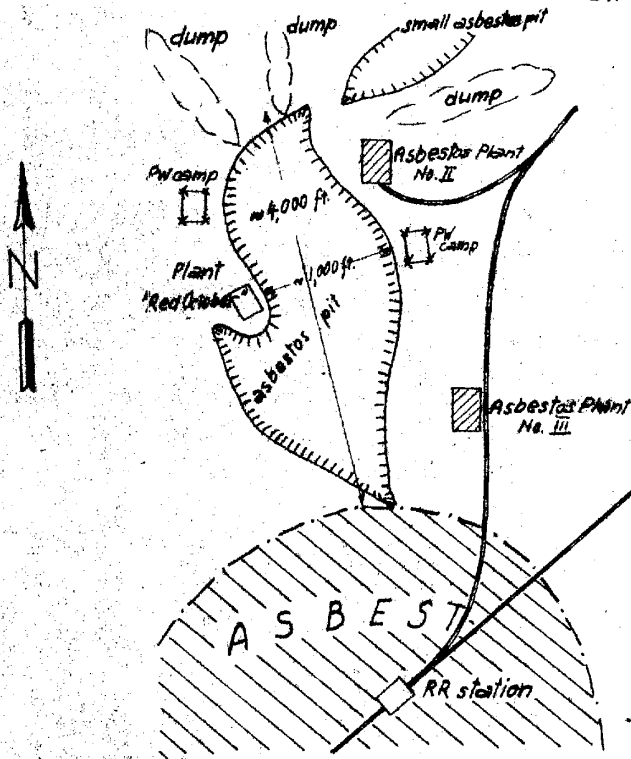 dump
dump
small asbestos pit
dump
Asbestos Plant
No. II
PW camp
~4,000 ft.
PW
camp
~1,000 ft.
N
Plant
"Red October"
asbestos pit
Asbestos Plant
No. III
ASBEST
RR station